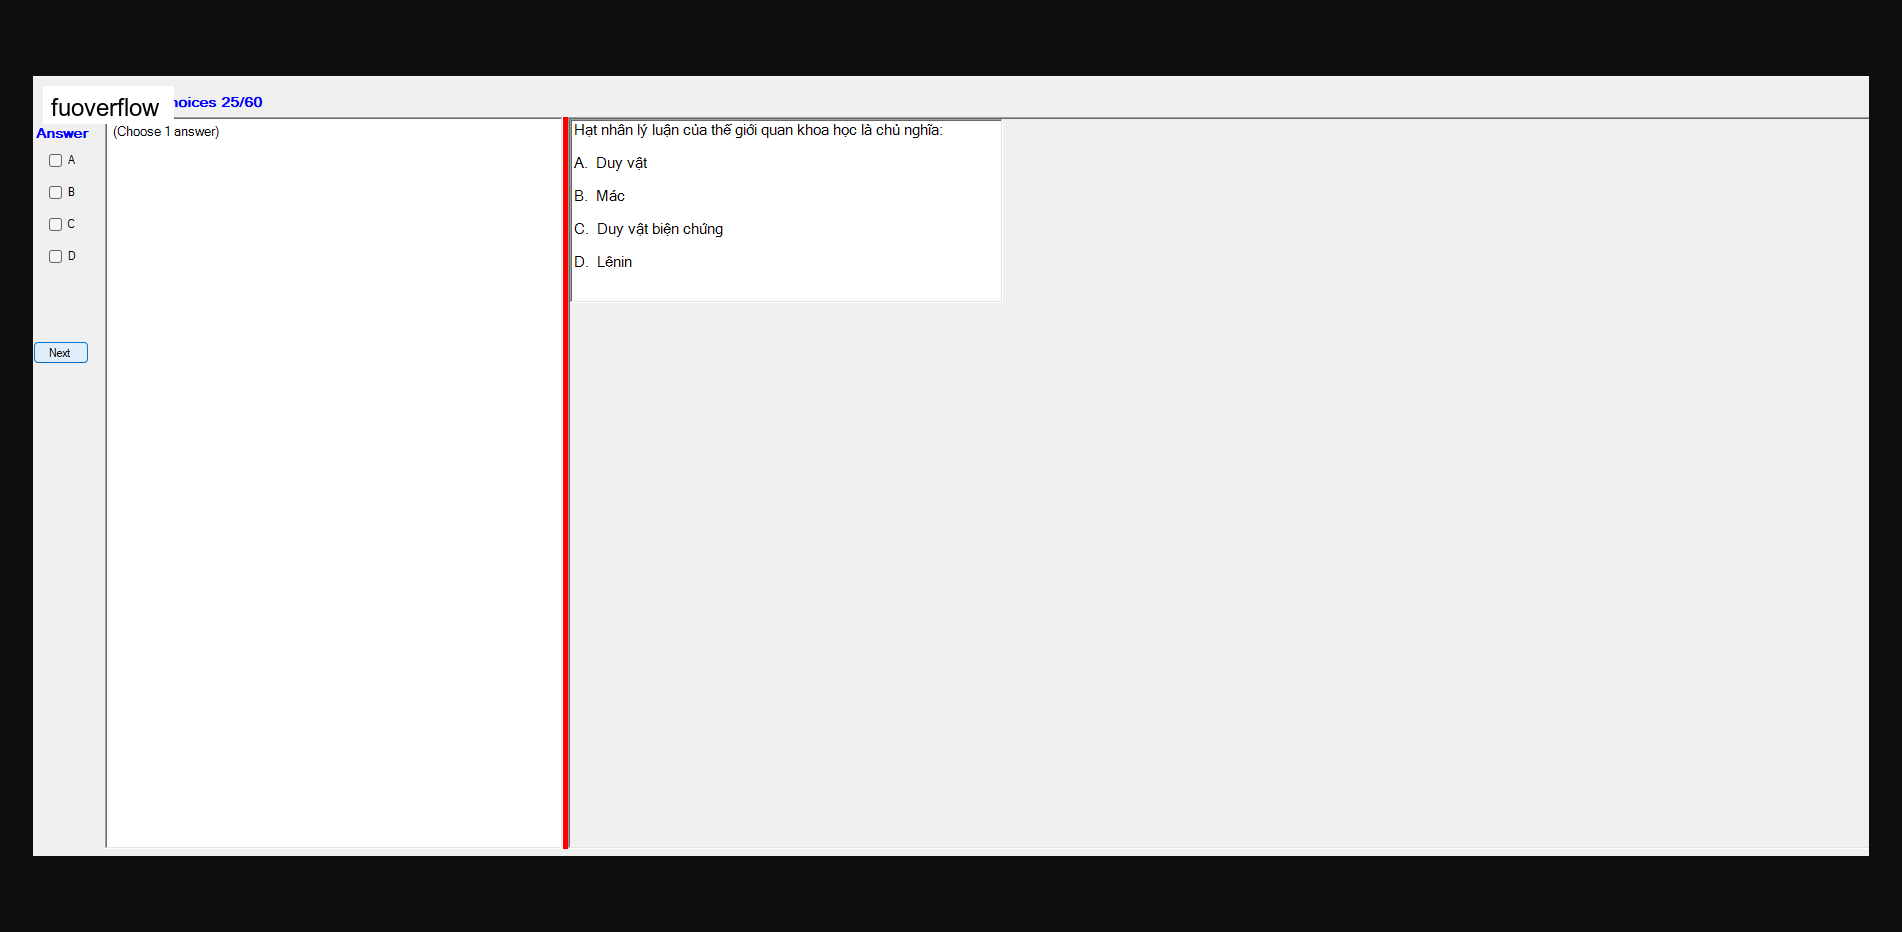 fuoverflow
hoices 25/60
Answer
(Choose 1 answer)
A
B
C
D
Next
Hạt nhân lý luận của thế giới quan khoa học là chủ nghĩa:
A. Duy vật
B. Mác
C. Duy vật biện chứng
D. Lênin